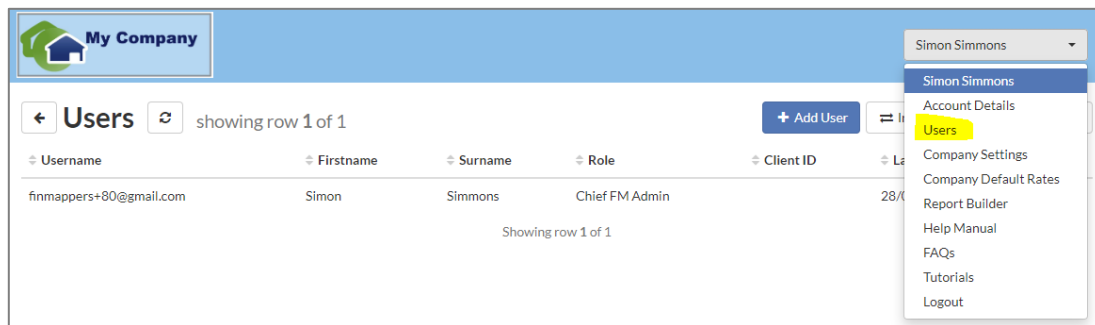 My Company
Simon Simmons
Users showing row 1 of 1
+ Add User
Username Firstname Surname Role Client ID
finmappers+80@gmail.com Simon Simmons Chief FM Admin 28/0
Showing row 1 of 1
Simon Simmons
Account Details
Users
Company Settings
Company Default Rates
Report Builder
Help Manual
FAQs
Tutorials
Logout